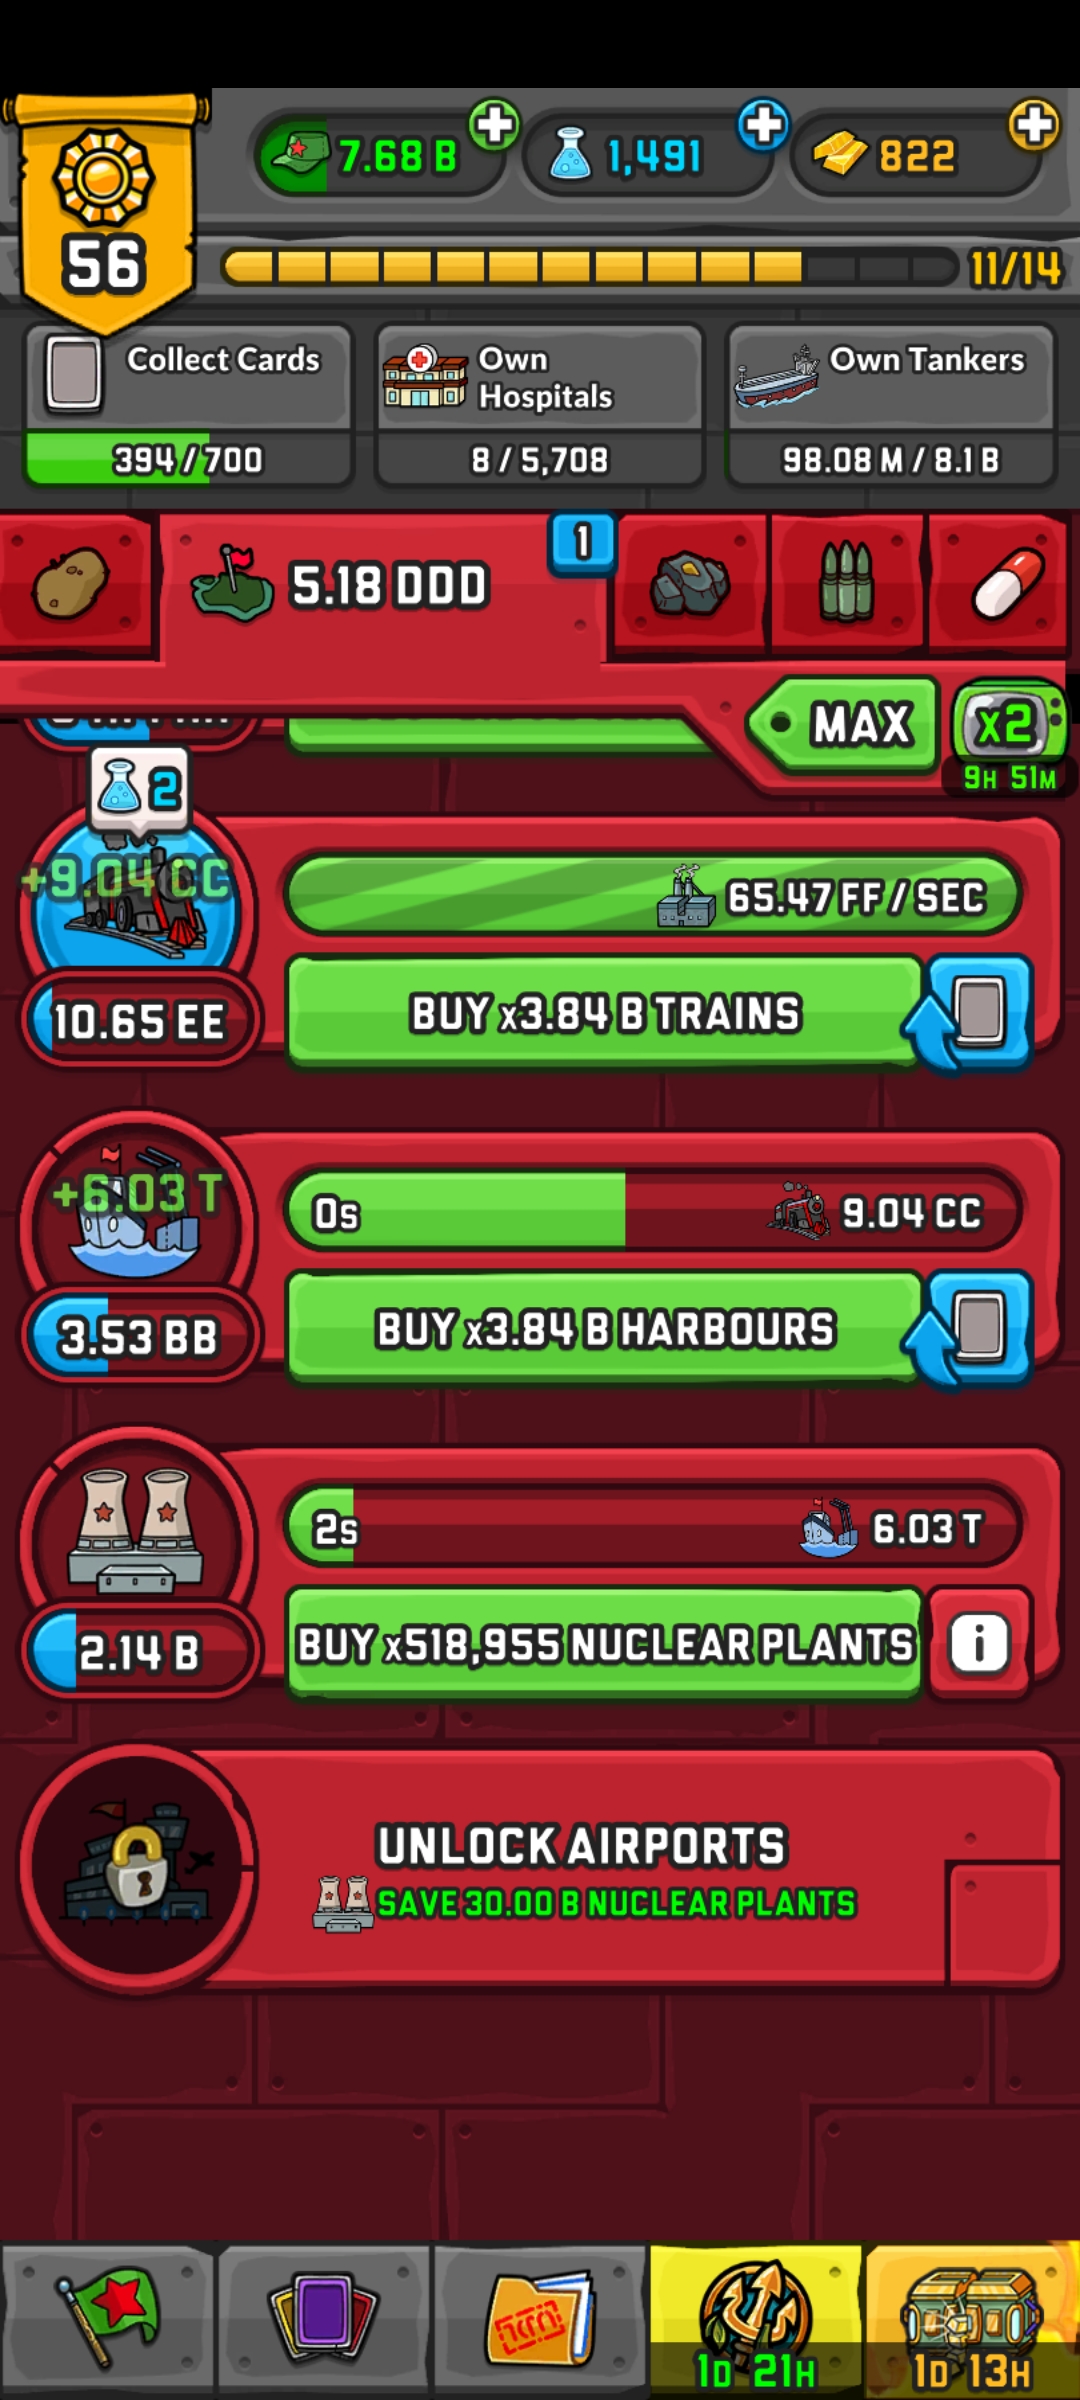 7.68 B
1,491
822
56
11/14
Collect Cards
394 / 700
Own
Hospitals
8 / 5,708
Own Tankers
98.08 M / 8.1 B
5.18 DDD
1
MAX
x2
9H 51M
2
+9.04 CC
65.47 FF / SEC
10.65 EE
BUY x3.84 B TRAINS
+6.03 T
0s
9.04 CC
3.53 BB
BUY x3.84 B HARBOURS
2s
6.03 T
2.14 B
BUY x518,955 NUCLEAR PLANTS
i
UNLOCK AIRPORTS
SAVE 30.00 B NUCLEAR PLANTS
1D 21H
1D 13H